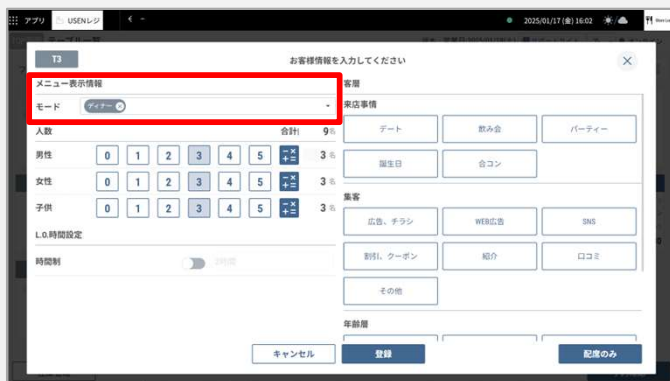 アプリ USENレジ 2025/01/17(金) 16:02
T3 お客様情報を入力してください
メニュー表示情報
モード ディナー
人数 合計 9名
男性 0 1 2 3 4 5 3 名
女性 0 1 2 3 4 5 3 名
子供 0 1 2 3 4 5 3 名
L.O.時間設定
時間制 2時間
客層
来店事情
デート 飲み会 パーティー
誕生日 合コン
集客
広告、チラシ WEB広告 SNS
割引、クーポン 紹介 口コミ
その他
年齢層
キャンセル 登録 配席のみ